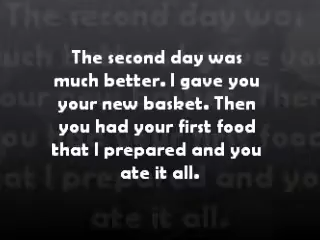 The second day was
much better. I gave you
your new basket. Then
you had your first food
that I prepared and you
ate it all.